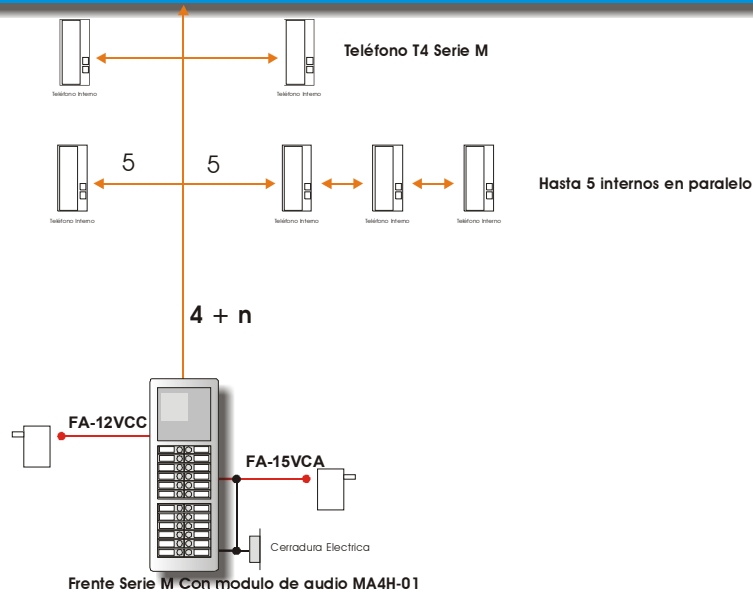 Teléfono T4 Serie M
Teléfono Interno
Teléfono Interno
5
5
Hasta 5 internos en paralelo
Teléfono Interno
Teléfono Interno
Teléfono Interno
Teléfono Interno
4 + n
FA-12VCC
FA-15VCA
Cerradura Electrica
Frente Serie M Con modulo de audio MA4H-01